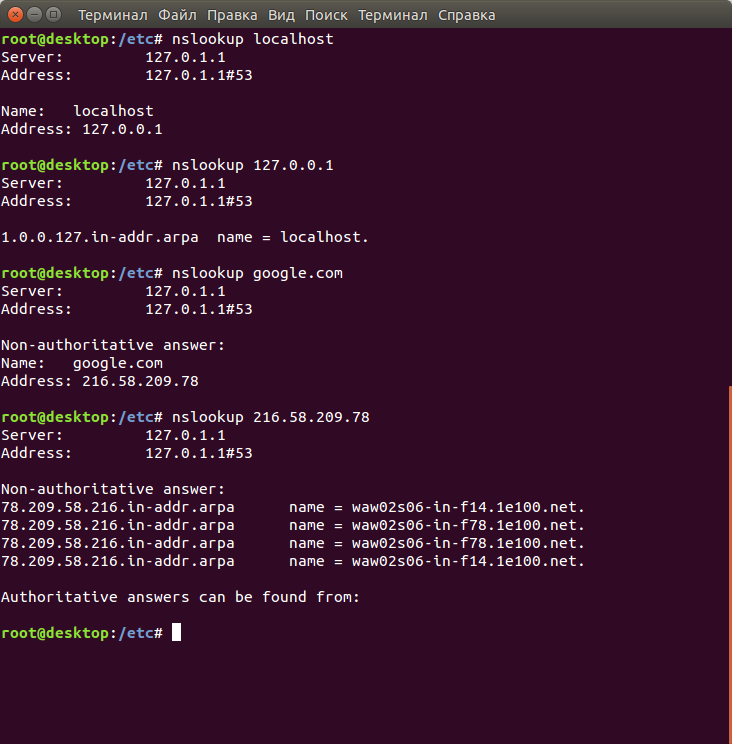 Терминал Файл Правка Вид Поиск Терминал Справка
root@desktop:/etc# nslookup localhost
Server:         127.0.1.1
Address:        127.0.1.1#53

Name:   localhost
Address: 127.0.0.1

root@desktop:/etc# nslookup 127.0.0.1
Server:         127.0.1.1
Address:        127.0.1.1#53

1.0.0.127.in-addr.arpa  name = localhost.

root@desktop:/etc# nslookup google.com
Server:         127.0.1.1
Address:        127.0.1.1#53

Non-authoritative answer:
Name:   google.com
Address: 216.58.209.78

root@desktop:/etc# nslookup 216.58.209.78
Server:         127.0.1.1
Address:        127.0.1.1#53

Non-authoritative answer:
78.209.58.216.in-addr.arpa      name = waw02s06-in-f14.1e100.net.
78.209.58.216.in-addr.arpa      name = waw02s06-in-f78.1e100.net.
78.209.58.216.in-addr.arpa      name = waw02s06-in-f78.1e100.net.
78.209.58.216.in-addr.arpa      name = waw02s06-in-f14.1e100.net.

Authoritative answers can be found from:

root@desktop:/etc#